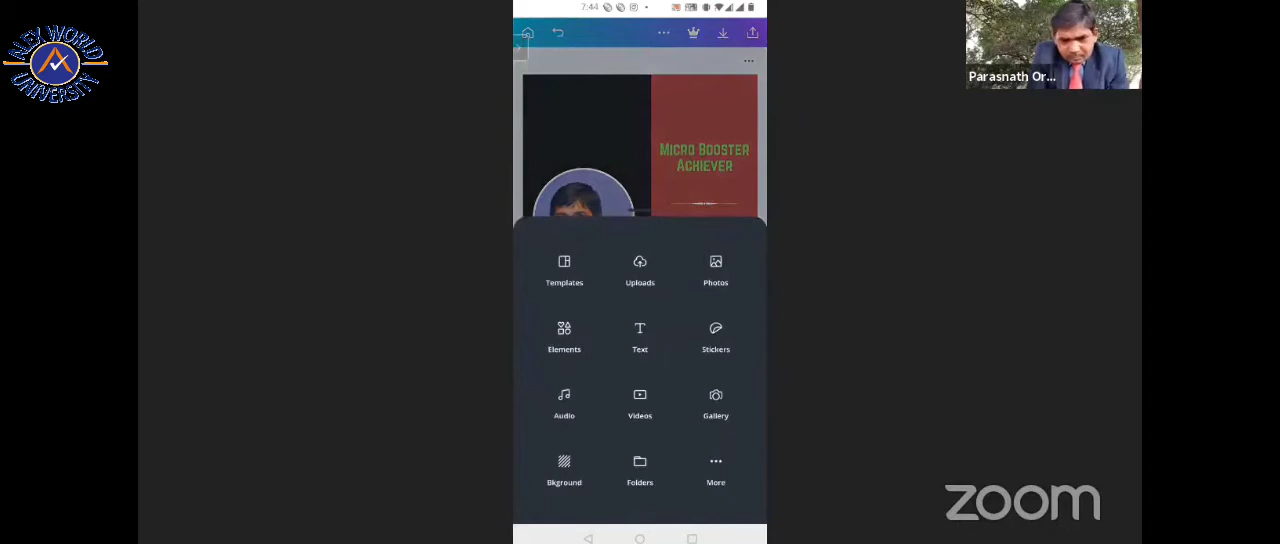 ALEX WORLD
UNIVERSITY
7:44
Parasnath Or...
MICRO BOOSTER
ACHIEVER
Templates
Uploads
Photos
Elements
Text
Stickers
Audio
Videos
Gallery
Bkground
Folders
More
zoom